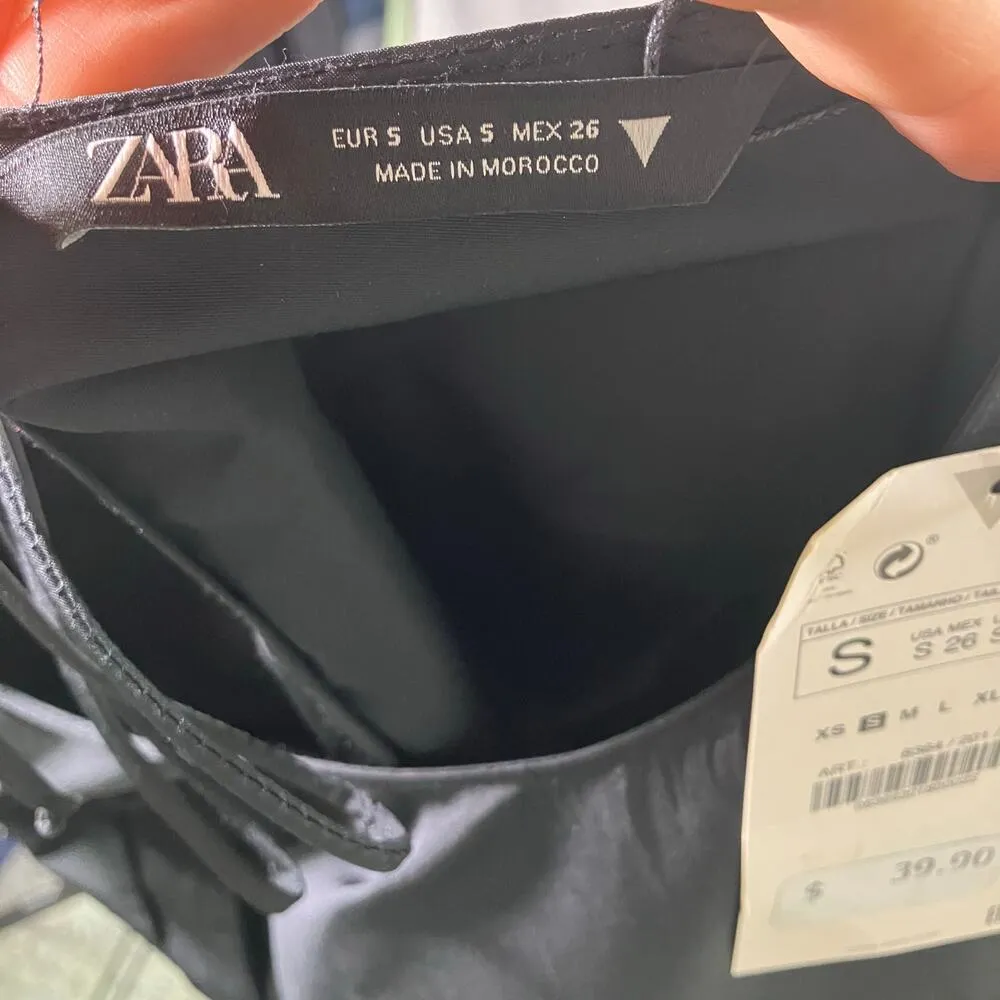 ZARA
EUR S USA S MEX 26
MADE IN MOROCCO
TALLA / SIZE / TAMANHO /
S
USA MEX
S 26 S
XS S M L XL
ART.:
$ 39.90